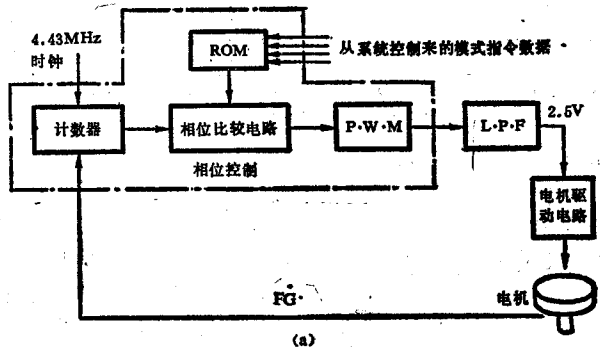 4.43MHz
时钟
ROM
从系统控制来的模式指令数据
计数器
相位比较电路
P·W·M
L·P·F
2.5V
相位控制
电机驱
动电路
FG
电机
(a)